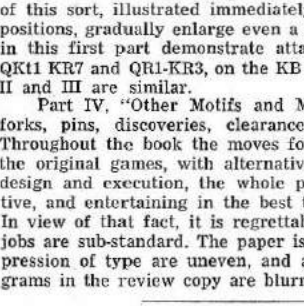 of this sort, illustrated immediatel
positions, gradually enlarge even a
in this first part demonstrate atta
QKt1 KR7 and QR1-KR3, on the KB
II and III are similar.
Part IV, "Other Motifs and M
forks, pins, discoveries, clearance
Throughout the book the moves fo
the original games, with alternativ
design and execution, the whole p
tive, and entertaining in the best t
In view of that fact, it is regrettal
jobs are sub-standard. The paper is
pression of type are uneven, and a
grams in the review copy are blurr